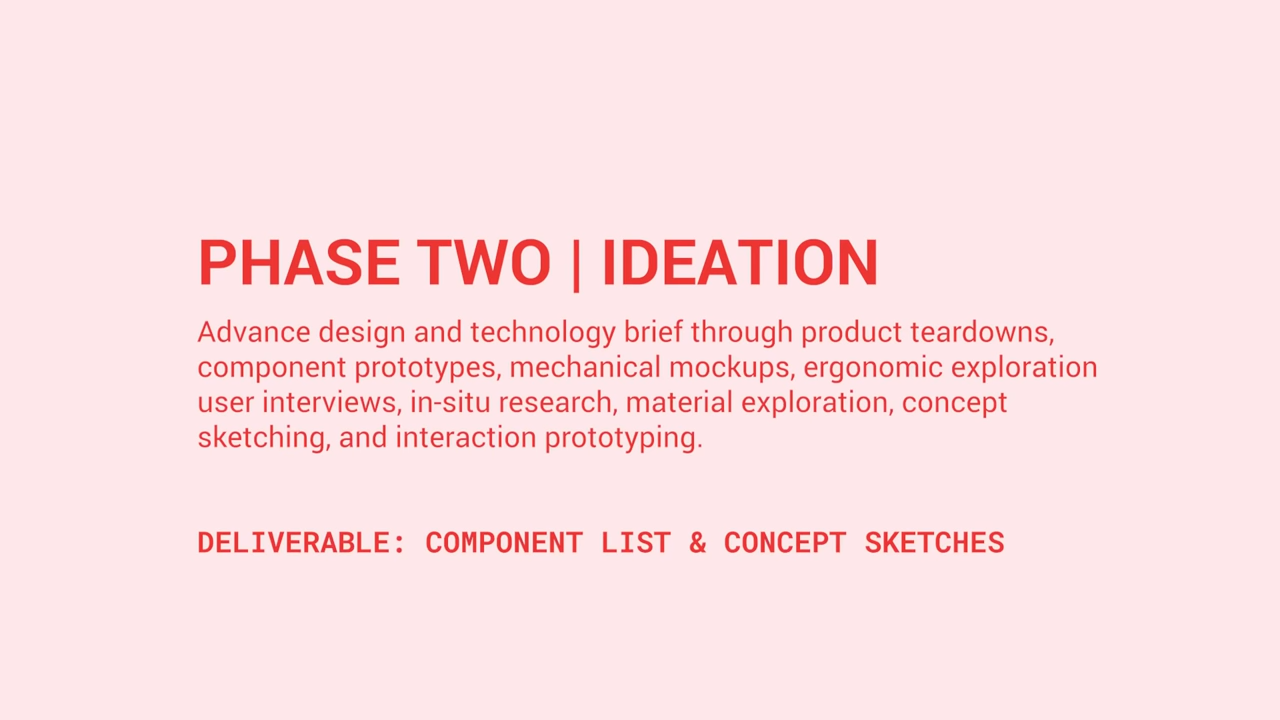 PHASE TWO | IDEATION
Advance design and technology brief through product teardowns,
component prototypes, mechanical mockups, ergonomic exploration
user interviews, in-situ research, material exploration, concept
sketching, and interaction prototyping.
DELIVERABLE: COMPONENT LIST & CONCEPT SKETCHES